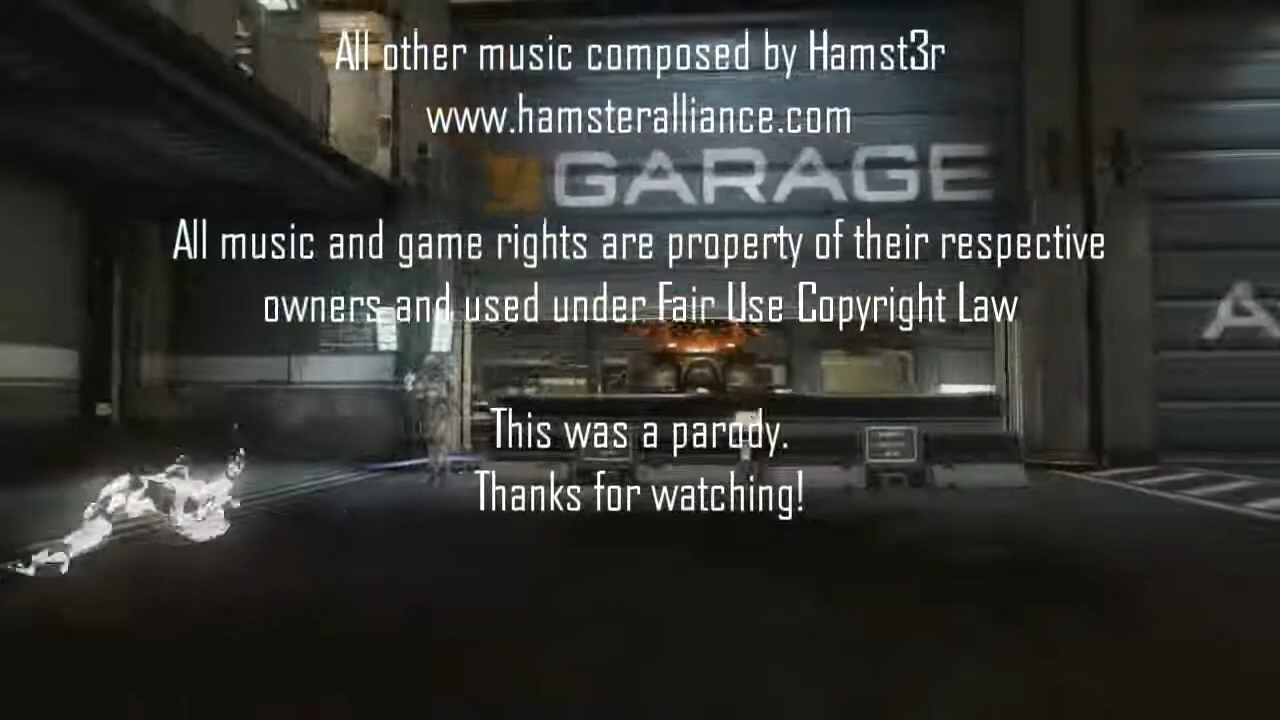 All other music composed by Hamst3r
www.hamsteralliance.com
GARAGE
All music and game rights are property of their respective
owners and used under Fair Use Copyright Law
This was a parody.
Thanks for watching!